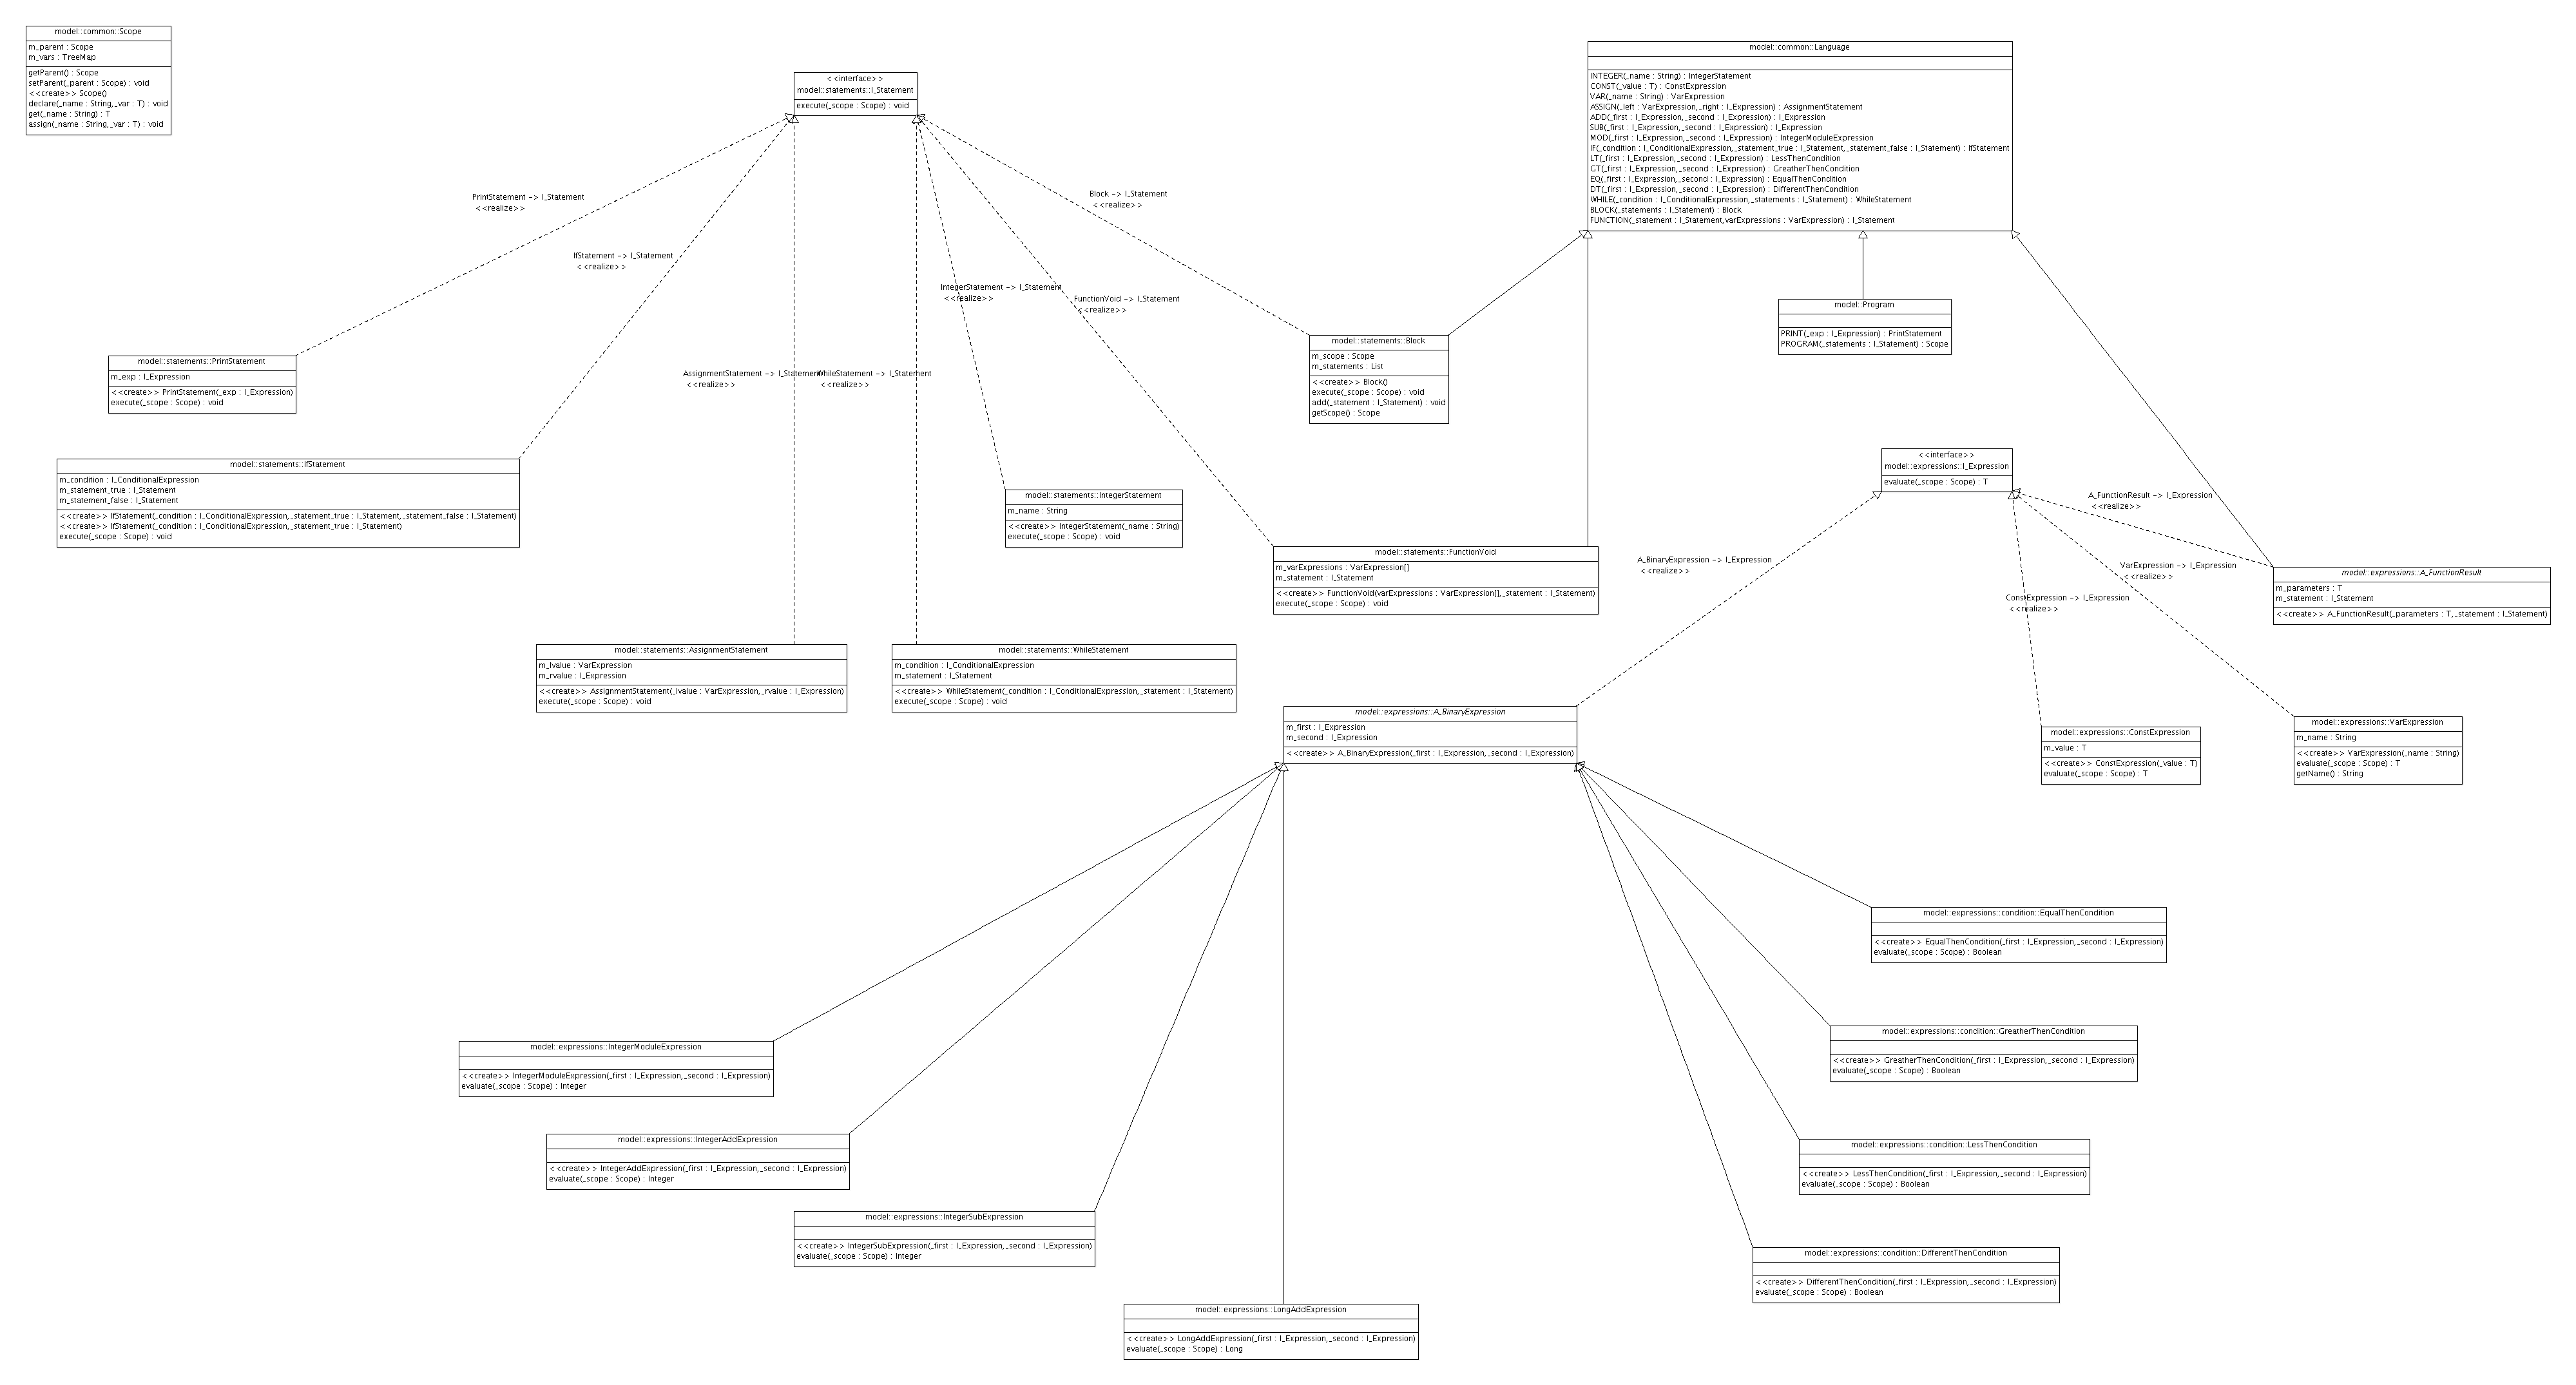 model::common::Scope
m_parent : Scope
m_vars : TreeMap
getParent() : Scope
setParent(_parent : Scope) : void
<<create>> Scope()
declare(_name : String,_var : T) : void
get(_name : String) : T
assign(_name : String,_var : T) : void
<<interface>>
model::statements::I_Statement
execute(_scope : Scope) : void
model::common::Language
INTEGER(_name : String) : IntegerStatement
CONST(_value : T) : ConstExpression
VAR(_name : String) : VarExpression
ASSIGN(_left : VarExpression,_right : I_Expression) : AssignmentStatement
ADD(_first : I_Expression,_second : I_Expression) : I_Expression
SUB(_first : I_Expression,_second : I_Expression) : I_Expression
MOD(_first : I_Expression,_second : I_Expression) : IntegerModuleExpression
IF(_condition : I_ConditionalExpression,_statement_true : I_Statement,_statement_false : I_Statement) : IfStatement
LT(_first : I_Expression,_second : I_Expression) : LessThenCondition
GT(_first : I_Expression,_second : I_Expression) : GreatherThenCondition
EQ(_first : I_Expression,_second : I_Expression) : EqualThenCondition
DT(_first : I_Expression,_second : I_Expression) : DifferentThenCondition
WHILE(_condition : I_ConditionalExpression,_statements : I_Statement) : WhileStatement
BLOCK(_statements : I_Statement) : Block
FUNCTION(_statement : I_Statement,varExpressions : VarExpression) : I_Statement
PrintStatement -> I_Statement
<<realize>>
Block -> I_Statement
<<realize>>
IfStatement -> I_Statement
<<realize>>
IntegerStatement -> I_Statement
<<realize>>
FunctionVoid -> I_Statement
<<realize>>
model::Program
PRINT(_exp : I_Expression) : PrintStatement
PROGRAM(_statements : I_Statement) : Scope
model::statements::Block
m_scope : Scope
m_statements : List
<<create>> Block()
execute(_scope : Scope) : void
add(_statement : I_Statement) : void
getScope() : Scope
model::statements::PrintStatement
m_exp : I_Expression
<<create>> PrintStatement(_exp : I_Expression)
execute(_scope : Scope) : void
AssignmentStatement -> I_Statement
<<realize>>
WhileStatement -> I_Statement
<<realize>>
model::statements::IfStatement
m_condition : I_ConditionalExpression
m_statement_true : I_Statement
m_statement_false : I_Statement
<<create>> IfStatement(_condition : I_ConditionalExpression,_statement_true : I_Statement,_statement_false : I_Statement)
<<create>> IfStatement(_condition : I_ConditionalExpression,_statement_true : I_Statement)
execute(_scope : Scope) : void
<<interface>>
model::expressions::I_Expression
evaluate(_scope : Scope) : T
model::statements::IntegerStatement
m_name : String
<<create>> IntegerStatement(_name : String)
execute(_scope : Scope) : void
A_FunctionResult -> I_Expression
<<realize>>
model::statements::FunctionVoid
m_varExpressions : VarExpression[]
m_statement : I_Statement
<<create>> FunctionVoid(varExpressions : VarExpression[],_statement : I_Statement)
execute(_scope : Scope) : void
A_BinaryExpression -> I_Expression
<<realize>>
VarExpression -> I_Expression
<<realize>>
ConstExpression -> I_Expression
<<realize>>
model::expressions::A_FunctionResult
m_parameters : T
m_statement : I_Statement
<<create>> A_FunctionResult(_parameters : T,_statement : I_Statement)
model::statements::AssignmentStatement
m_lvalue : VarExpression
m_rvalue : I_Expression
<<create>> AssignmentStatement(_lvalue : VarExpression,_rvalue : I_Expression)
execute(_scope : Scope) : void
model::statements::WhileStatement
m_condition : I_ConditionalExpression
m_statement : I_Statement
<<create>> WhileStatement(_condition : I_ConditionalExpression,_statement : I_Statement)
execute(_scope : Scope) : void
model::expressions::A_BinaryExpression
m_first : I_Expression
m_second : I_Expression
<<create>> A_BinaryExpression(_first : I_Expression,_second : I_Expression)
model::expressions::ConstExpression
m_value : T
<<create>> ConstExpression(_value : T)
evaluate(_scope : Scope) : T
model::expressions::VarExpression
m_name : String
<<create>> VarExpression(_name : String)
evaluate(_scope : Scope) : T
getName() : String
model::expressions::condition::EqualThenCondition
<<create>> EqualThenCondition(_first : I_Expression,_second : I_Expression)
evaluate(_scope : Scope) : Boolean
model::expressions::condition::GreatherThenCondition
<<create>> GreatherThenCondition(_first : I_Expression,_second : I_Expression)
evaluate(_scope : Scope) : Boolean
model::expressions::IntegerModuleExpression
<<create>> IntegerModuleExpression(_first : I_Expression,_second : I_Expression)
evaluate(_scope : Scope) : Integer
model::expressions::IntegerAddExpression
<<create>> IntegerAddExpression(_first : I_Expression,_second : I_Expression)
evaluate(_scope : Scope) : Integer
model::expressions::condition::LessThenCondition
<<create>> LessThenCondition(_first : I_Expression,_second : I_Expression)
evaluate(_scope : Scope) : Boolean
model::expressions::IntegerSubExpression
<<create>> IntegerSubExpression(_first : I_Expression,_second : I_Expression)
evaluate(_scope : Scope) : Integer
model::expressions::condition::DifferentThenCondition
<<create>> DifferentThenCondition(_first : I_Expression,_second : I_Expression)
evaluate(_scope : Scope) : Boolean
model::expressions::LongAddExpression
<<create>> LongAddExpression(_first : I_Expression,_second : I_Expression)
evaluate(_scope : Scope) : Long